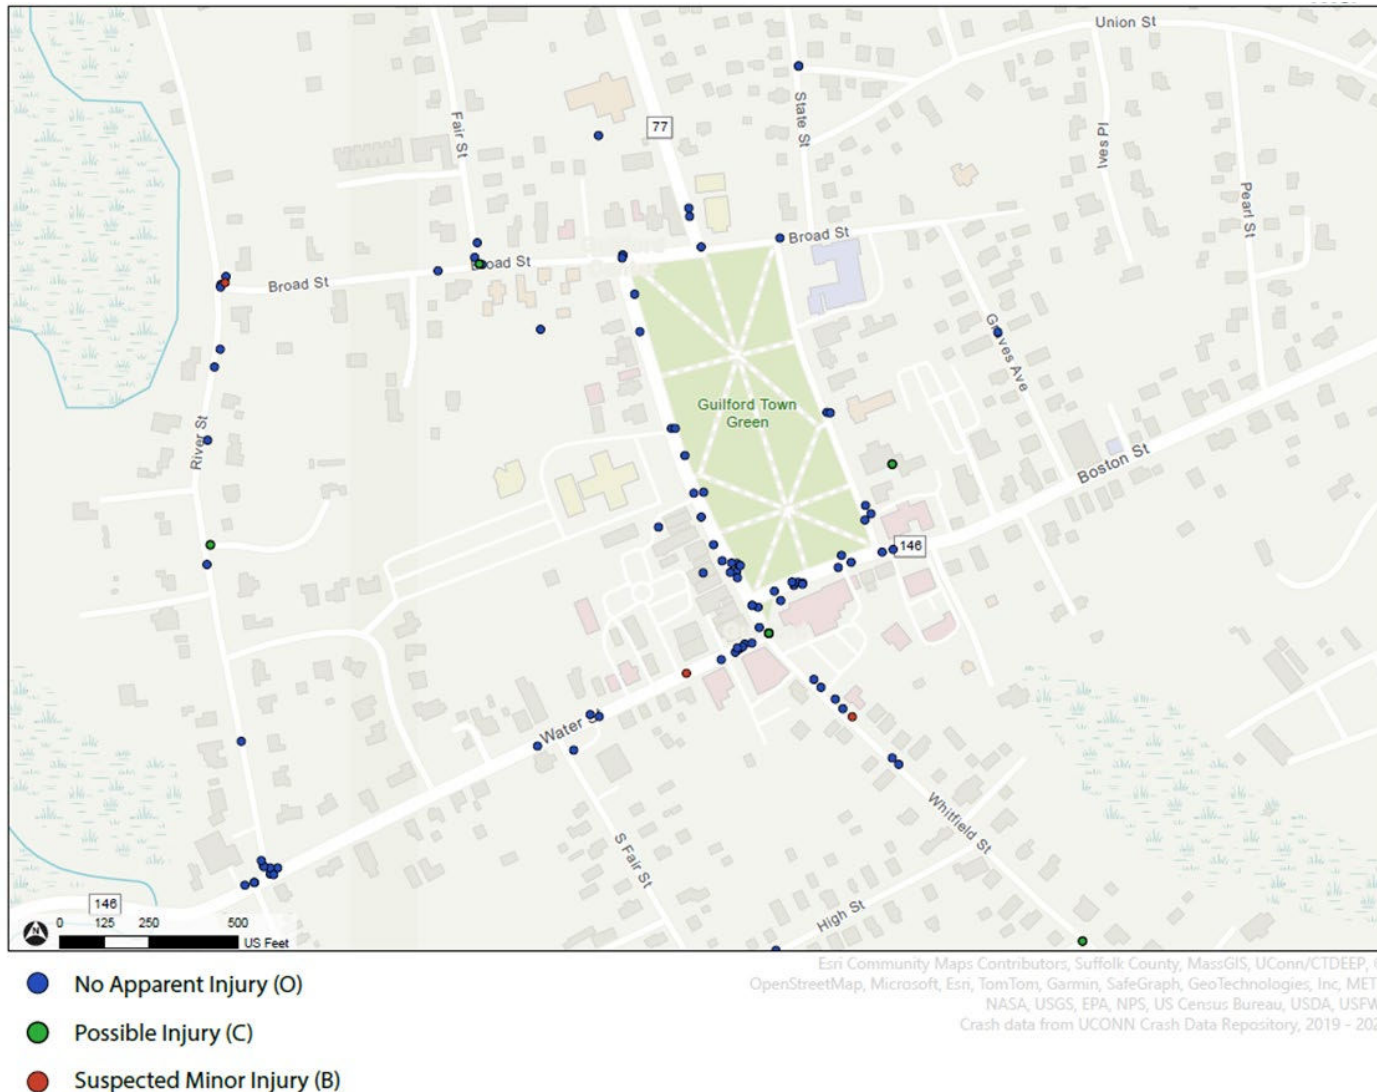 Union St
State St
Fair St
77
Ives Pl
Pearl St
Broad St
Broad St
Broad St
Graves Ave
Guilford Town
Green
River St
Boston St
146
Water St
Whitfield St
S Fair St
High St
146
N
0 125 250 500
US Feet
Esri Community Maps Contributors, Suffolk County, MassGIS, UConn/CTDEEP,
OpenStreetMap, Microsoft, Esri, TomTom, Garmin, SafeGraph, GeoTechnologies, Inc, MET
NASA, USGS, EPA, NPS, US Census Bureau, USDA, USFW
Crash data from UCONN Crash Data Repository, 2019 -
No Apparent Injury (O)
Possible Injury (C)
Suspected Minor Injury (B)